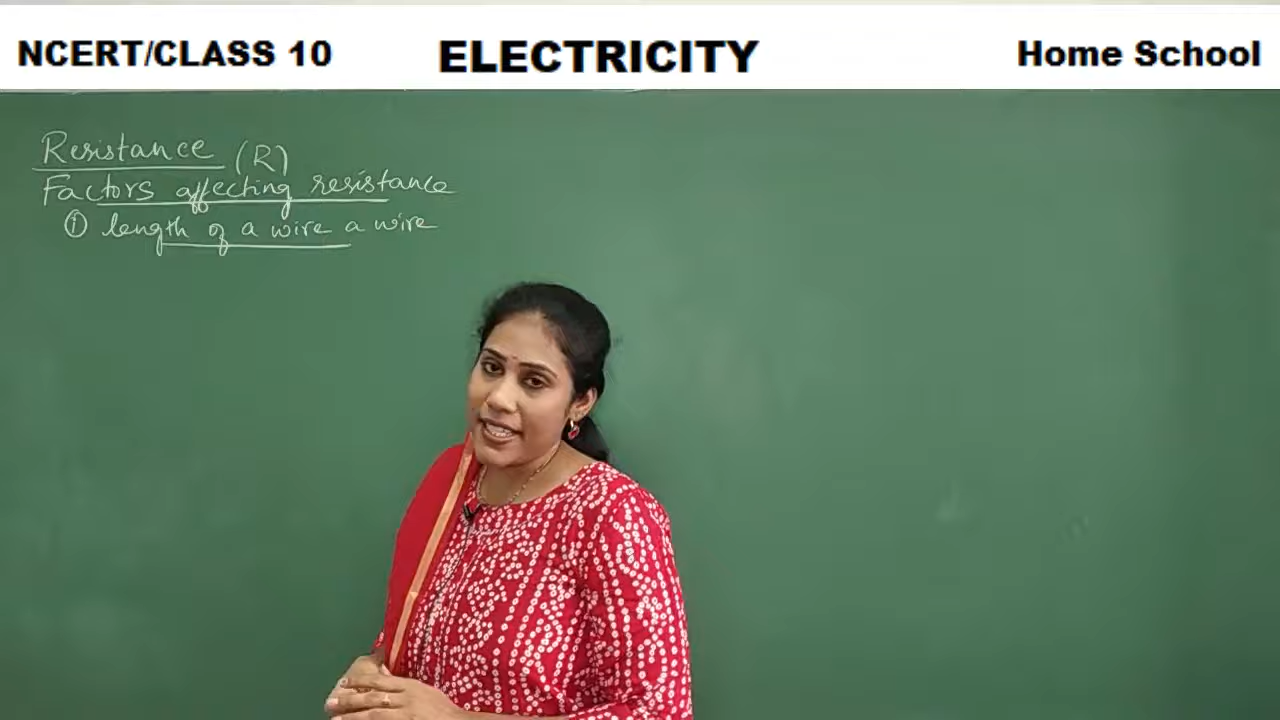 NCERT/CLASS 10 ELECTRICITY Home School
Resistance (R)
Factors affecting resistance
① length of a wire a wire